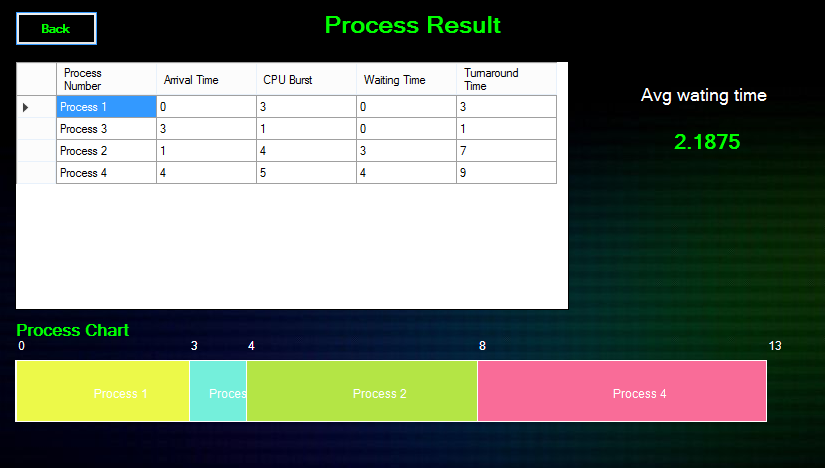 Back
Process Result
Process Number Arrival Time CPU Burst Waiting Time Turnaround Time
Process 1 0 3 0 3
Process 3 3 1 0 1
Process 2 1 4 3 7
Process 4 4 5 4 9
Avg wating time
2.1875
Process Chart
0 3 4 8 13
Process 1 Proces Process 2 Process 4